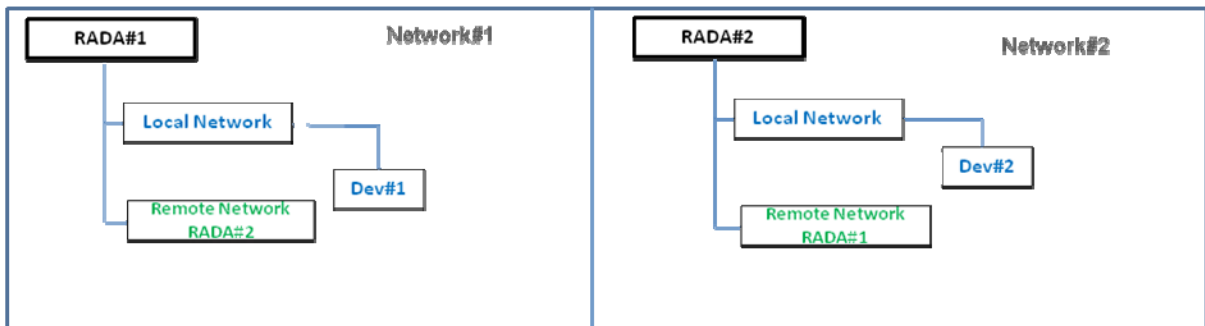 RADA#1
Network#1
Local Network
Dev#1
Remote Network
RADA#2
RADA#2
Network#2
Local Network
Dev#2
Remote Network
RADA#1